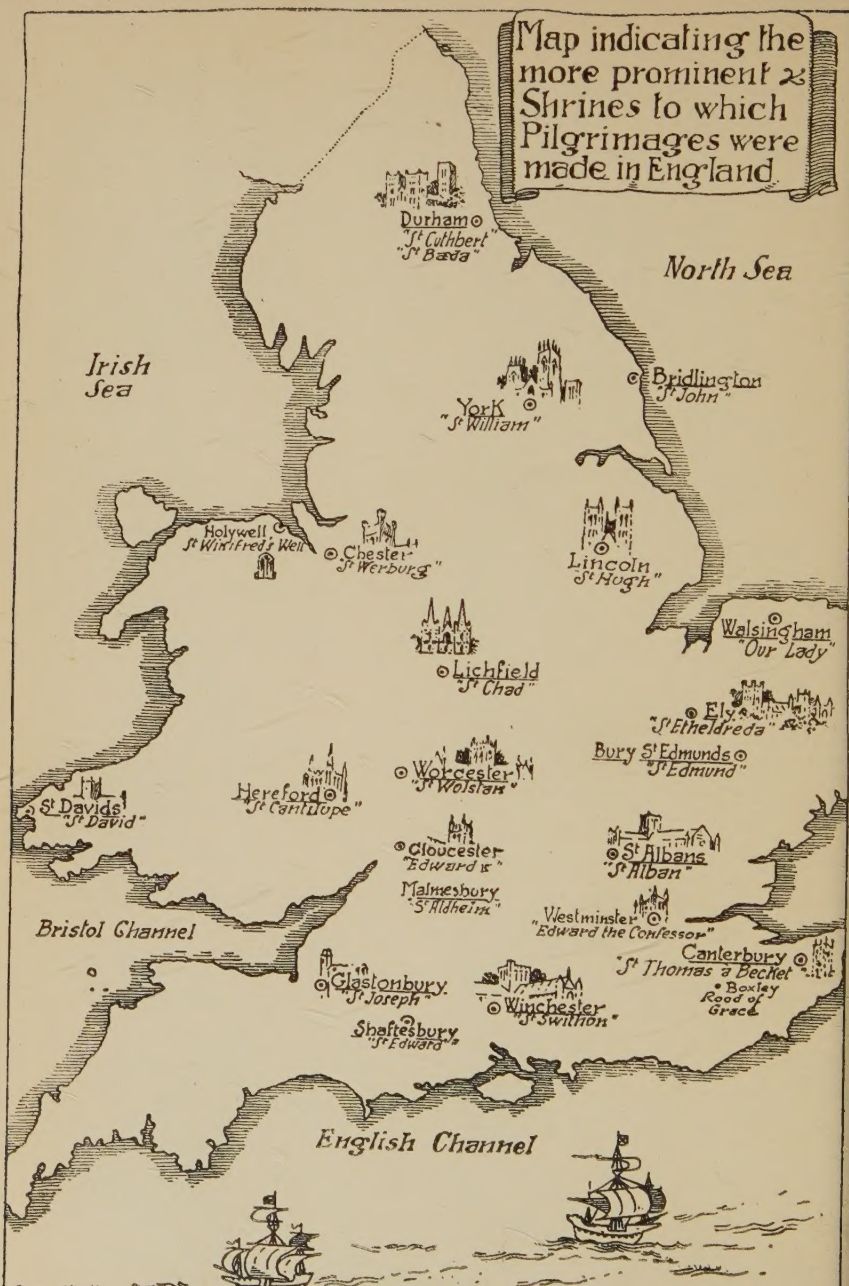 Map indicating the
more prominent &
Shrines to which
Pilgrimages were
made in England
Durham
"St Cuthbert"
"St Bæda"
North Sea
Irish
Sea
Bridlington
"St John"
York
"St William"
Holywell
St Winifred's Well
Chester
"St Werburg"
Lincoln
"St Hugh"
Walsingham
"Our Lady"
Lichfield
"St Chad"
Ely
"St Etheldreda"
Bury St Edmunds
"St Edmund"
Worcester
"St Wolstan"
Hereford
"St Cantilupe"
St Davids
"St David"
Gloucester
"Edward II"
St Albans
"St Alban"
Malmesbury
"St Aldheim"
Westminster
"Edward the Confessor"
Bristol Channel
Canterbury
"St Thomas a Becket"
Boxley
Rood of
Grace
Glastonbury
"St Joseph"
Winchester
"St Swithon"
Shaftesbury
"St Edward"
English Channel